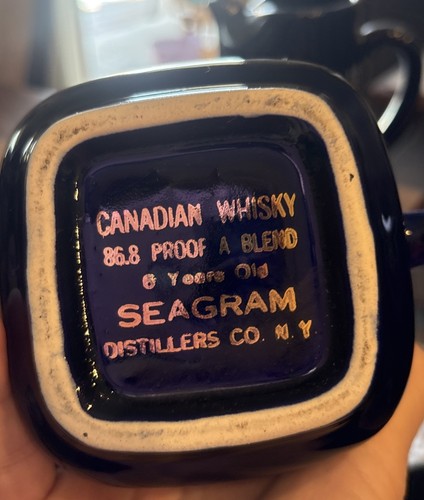 CANADIAN WHISKY
86.8 PROOF A BLEND
6 Years Old
SEAGRAM
DISTILLERS CO. N.Y.